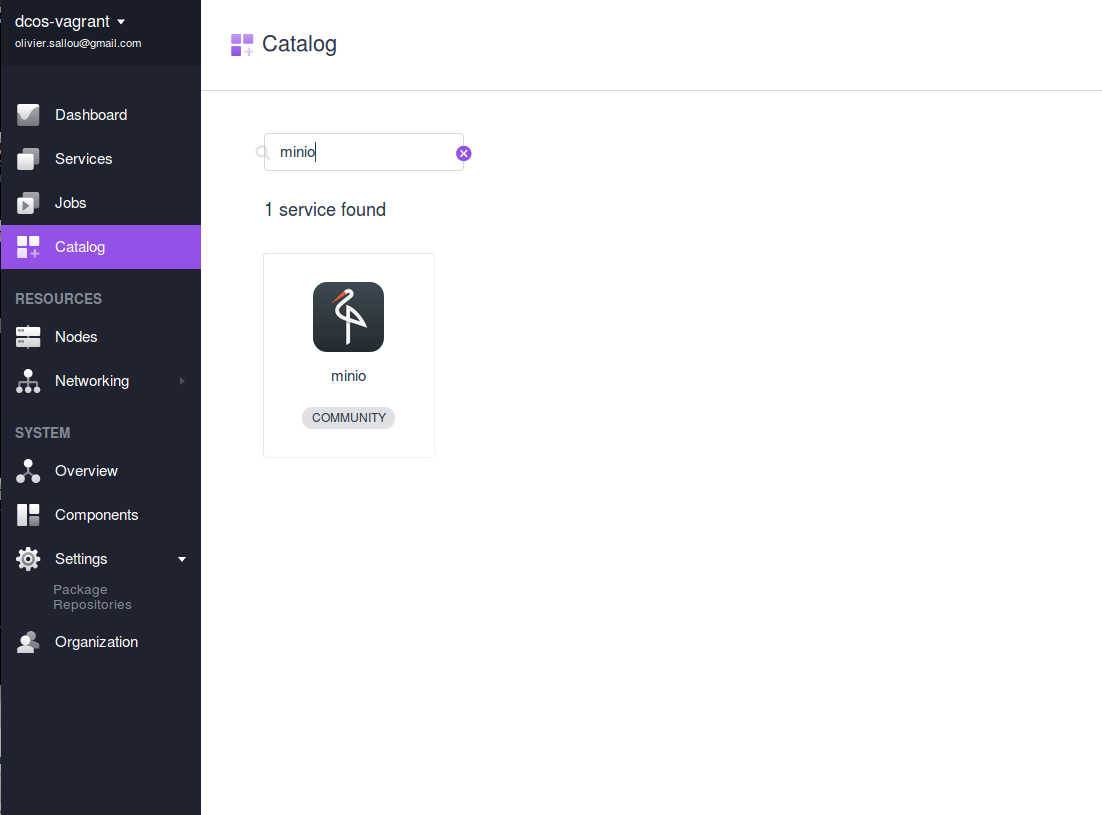 dcos-vagrant
olivier.sallou@gmail.com
Dashboard
Services
Jobs
Catalog
RESOURCES
Nodes
Networking
SYSTEM
Overview
Components
Settings
Package
Repositories
Organization
Catalog
minio
1 service found
minio
COMMUNITY